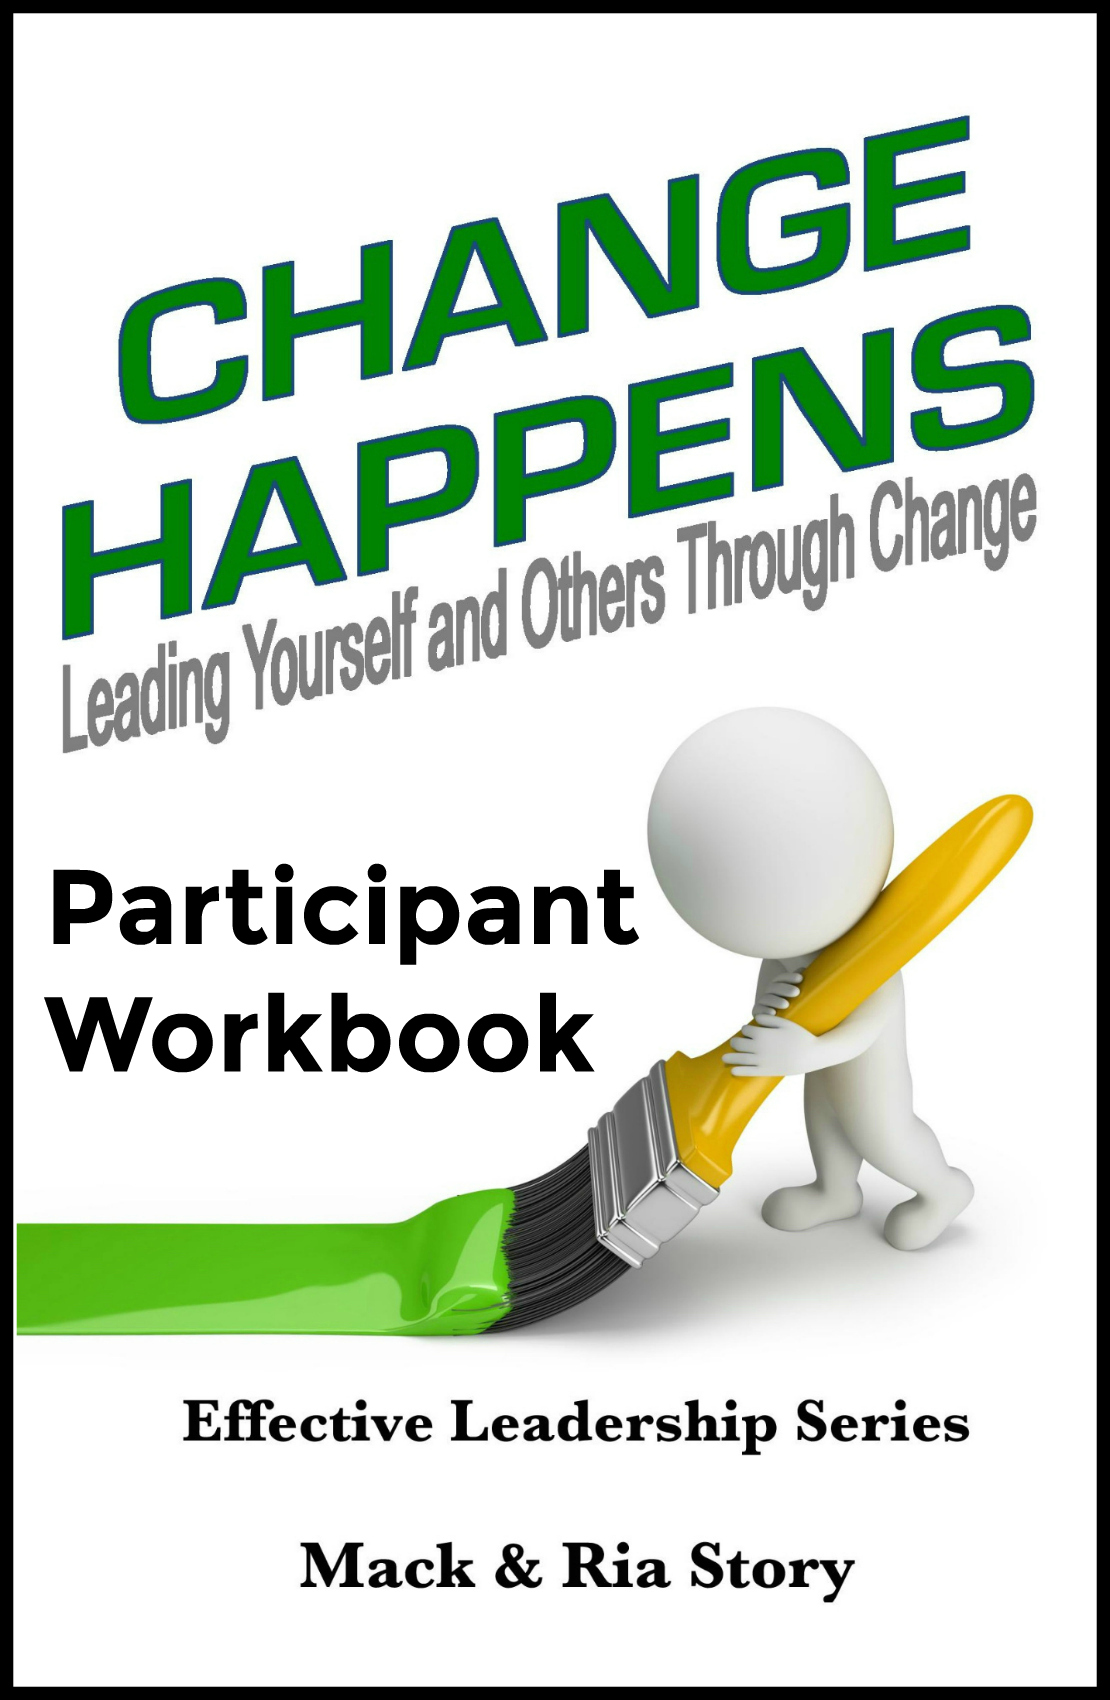 CHANGE
HAPPENS
Leading Yourself and Others Through Change
Participant
Workbook
Effective Leadership Series
Mack & Ria Story